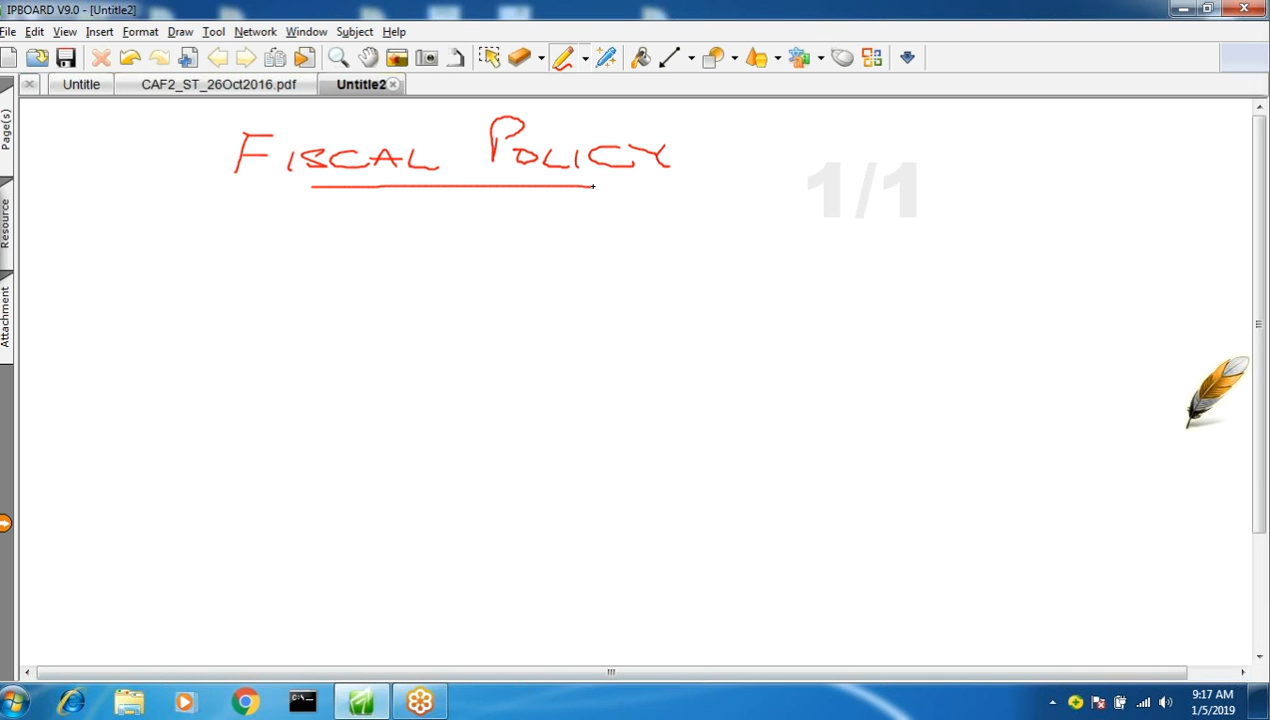 IPBOARD V9.0 - [Untitle2]
File Edit View Insert Format Draw Tool Network Window Subject Help
Untitle CAF2_ST_26Oct2016.pdf Untitle2
Page(s)
Resource
Attachment
FISCAL POLICY
1/1
C:\
9:17 AM
1/5/2019